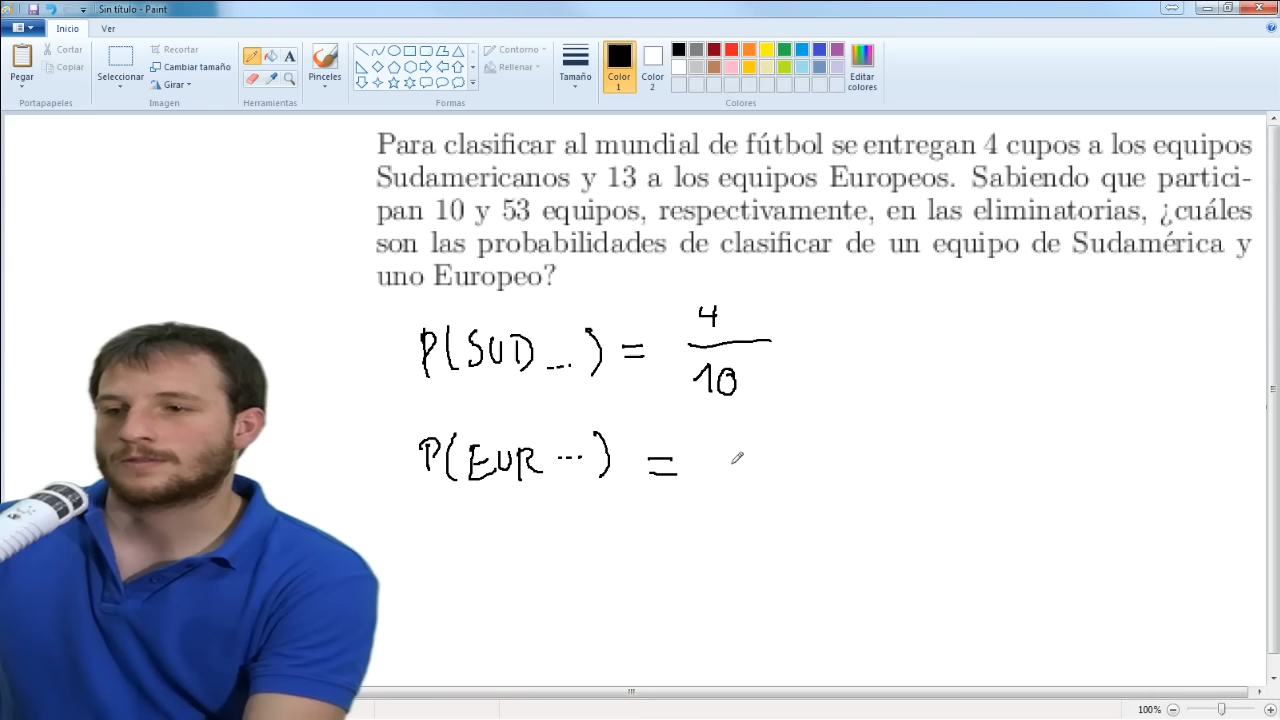 Sin título - Paint
Inicio Ver
Pegar
Cortar
Copiar
Portapapeles
Seleccionar
Recortar
Cambiar tamaño
Girar
Imagen
A
Herramientas
Pinceles
Contorno
Rellenar
Formas
Tamaño
Color 1
Color 2
Editar colores
Colores
Para clasificar al mundial de fútbol se entregan 4 cupos a los equipos
Sudamericanos y 13 a los equipos Europeos. Sabiendo que partici-
pan 10 y 53 equipos, respectivamente, en las eliminatorias, ¿cuáles
son las probabilidades de clasificar de un equipo de Sudamérica y
uno Europeo?
P(SUD ...) = 4
10
P(EUR ...) =
100%